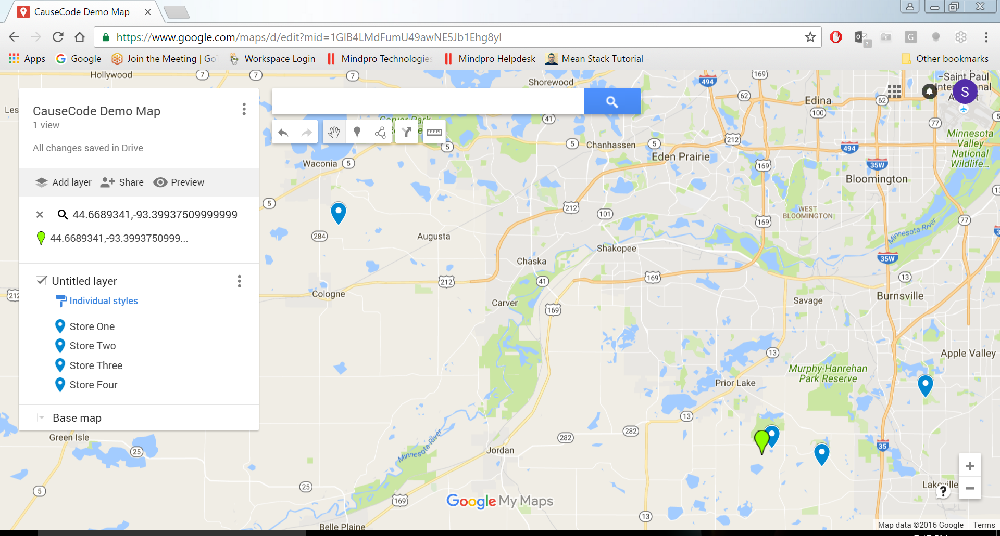 CauseCode Demo Map
https://www.google.com/maps/d/edit?mid=1GIB4LMdFumU49awNE5Jb1Ehg8yI
Apps Google Join the Meeting | Go Workspace Login Mindpro Technologies Mindpro Helpdesk Mean Stack Tutorial - Other bookmarks
CauseCode Demo Map
1 view
All changes saved in Drive
Add layer Share Preview
44.6689341,-93.39937509999999
44.6689341,-93.3993750999...
Untitled layer
Individual styles
Store One
Store Two
Store Three
Store Four
Base map
Hollywood 7 7 7 Shorewood 494 169
Saint Paul
S
62 62
Edina
100
Carver Park
41
77
5
5 5
Chanhassen
212
Eden Prairie
494
Minnesota
Valley
National
Wildlife...
Waconia 5
169
35W
Bloomington
5
212
101
WEST
BLOOMINGTON
169
77
Minnesota River
284
Augusta
Shakopee
Chaska
35W
212
41
169
13
212
Cologne
Carver
169
Savage
Burnsville
13
Apple Valley
Murphy-Hanrehan
Park Reserve
Prior Lake
13
282
282
Green Isle
25
Minnesota River
Jordan
35
5
25
169
Google My Maps
Lakeville
?
13
Belle Plaine
Map data ©2016 Google Terms